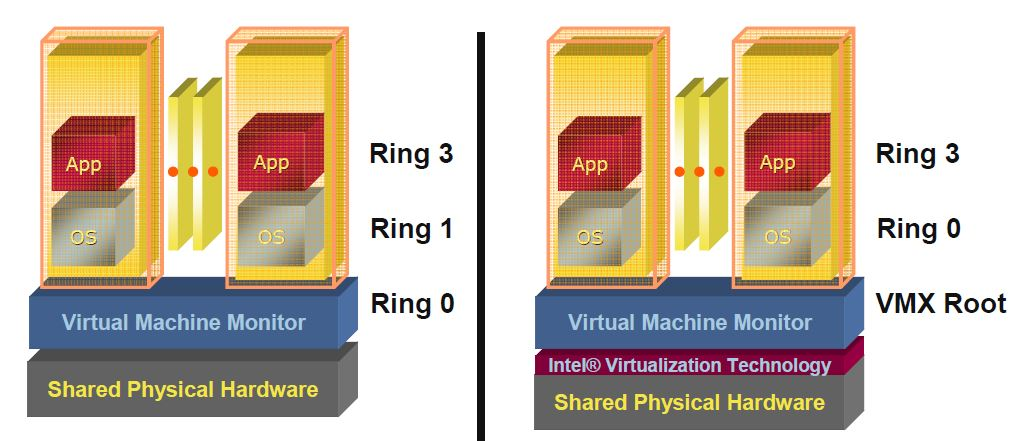 App
App
Ring 3
OS
OS
Ring 1
Ring 0
Virtual Machine Monitor
Shared Physical Hardware
App
App
Ring 3
OS
OS
Ring 0
VMX Root
Virtual Machine Monitor
Intel® Virtualization Technology
Shared Physical Hardware